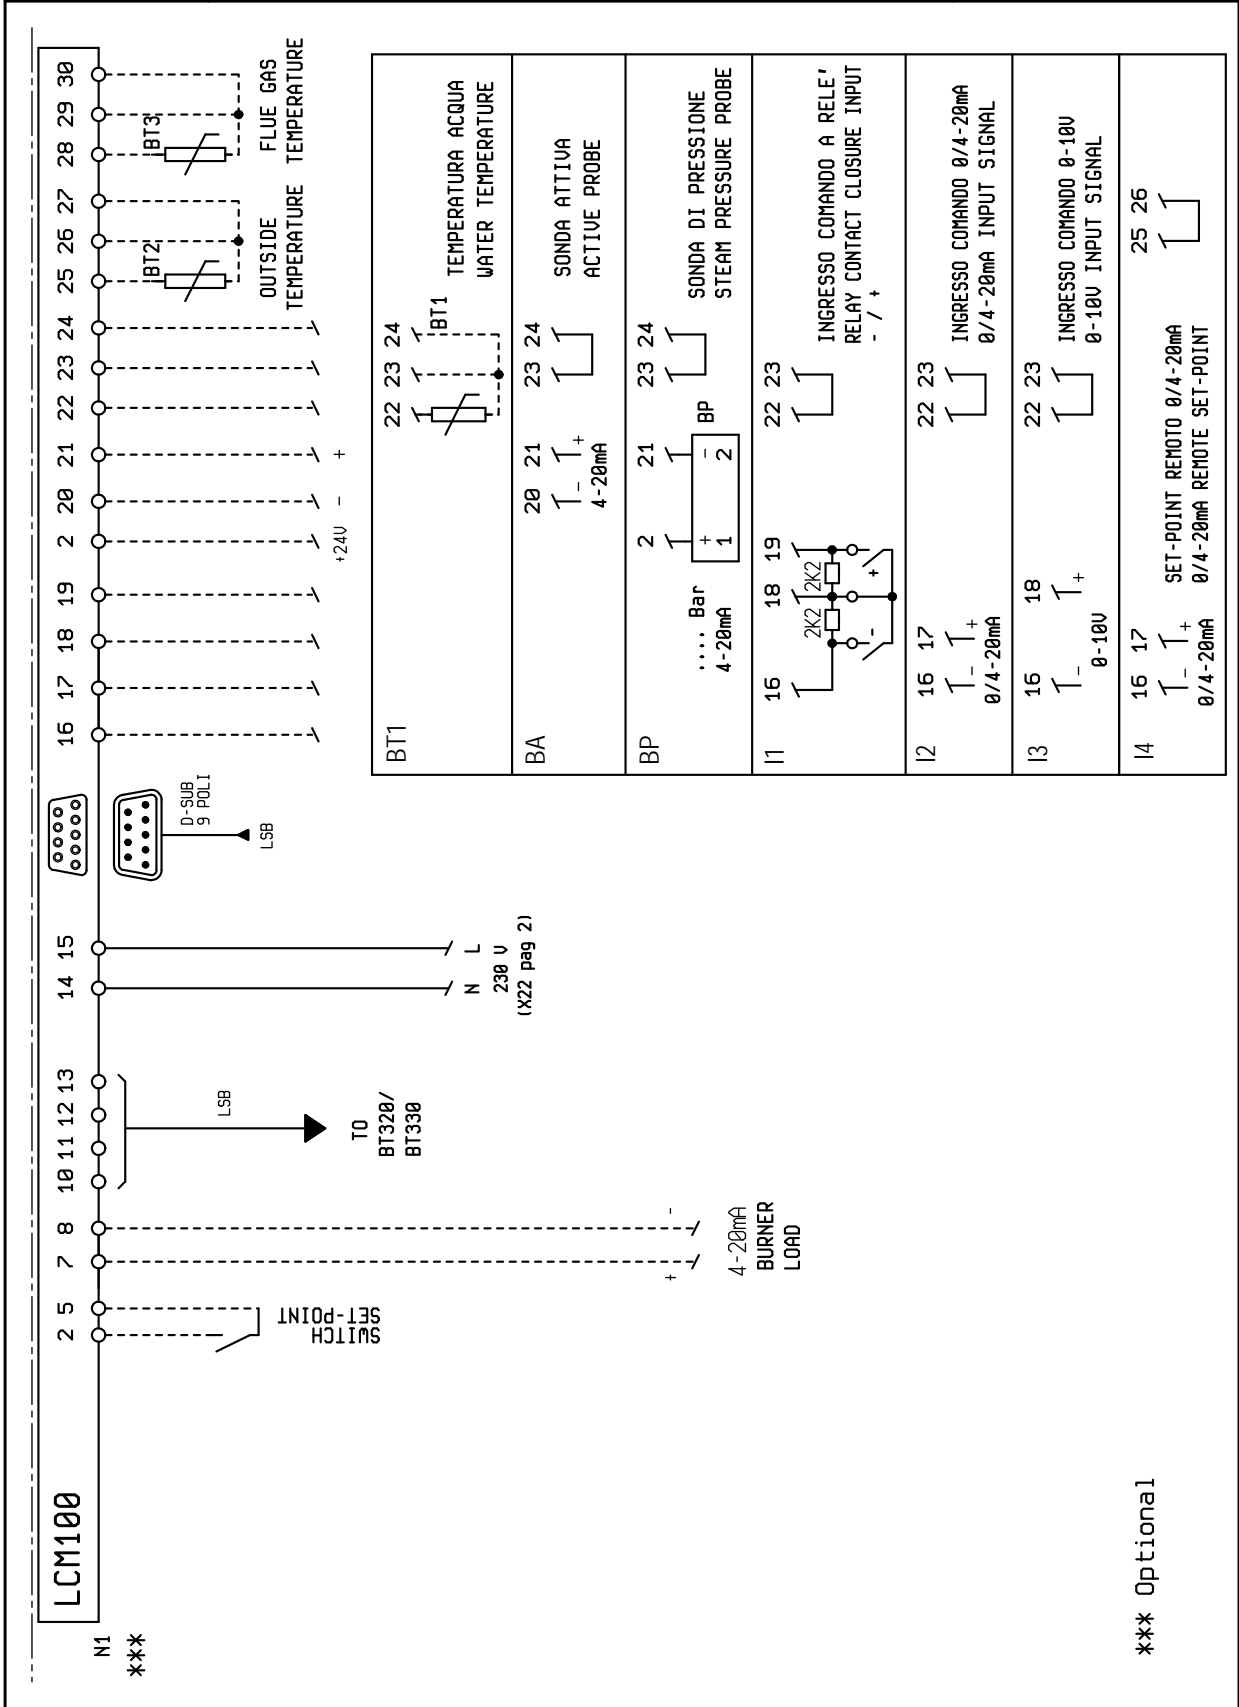 LCM100
N1
***
2 5 7 8 10 11 12 13 14 15 16 17 18 19 2 20 21 22 23 24 25 26 27 28 29 30
SWITCH
SET-POINT
+ -
4-20mA
BURNER
LOAD
LSB
TO
BT320/
BT330
N L
230 V
(X22 pag 2)
D-SUB
9 POLI
LSB
+24V - +
BT2
OUTSIDE
TEMPERATURE
BT3
FLUE GAS
TEMPERATURE
BT1
22 23 24
BT1
TEMPERATURA ACQUA
WATER TEMPERATURE
BA
20 21 23 24
- +
4-20mA
SONDA ATTIVA
ACTIVE PROBE
BP
2 21 23 24
.... Bar
4-20mA
+ -
1 2
BP
SONDA DI PRESSIONE
STEAM PRESSURE PROBE
I1
16 18 19 22 23
2K2 2K2
- +
INGRESSO COMANDO A RELE'
RELAY CONTACT CLOSURE INPUT
- / +
I2
16 17 22 23
- +
0/4-20mA
INGRESSO COMANDO 0/4-20mA
0/4-20mA INPUT SIGNAL
I3
16 18 22 23
- +
0-10V
INGRESSO COMANDO 0-10V
0-10V INPUT SIGNAL
I4
16 17 25 26
- +
0/4-20mA
SET-POINT REMOTO 0/4-20mA
0/4-20mA REMOTE SET-POINT
*** Optional